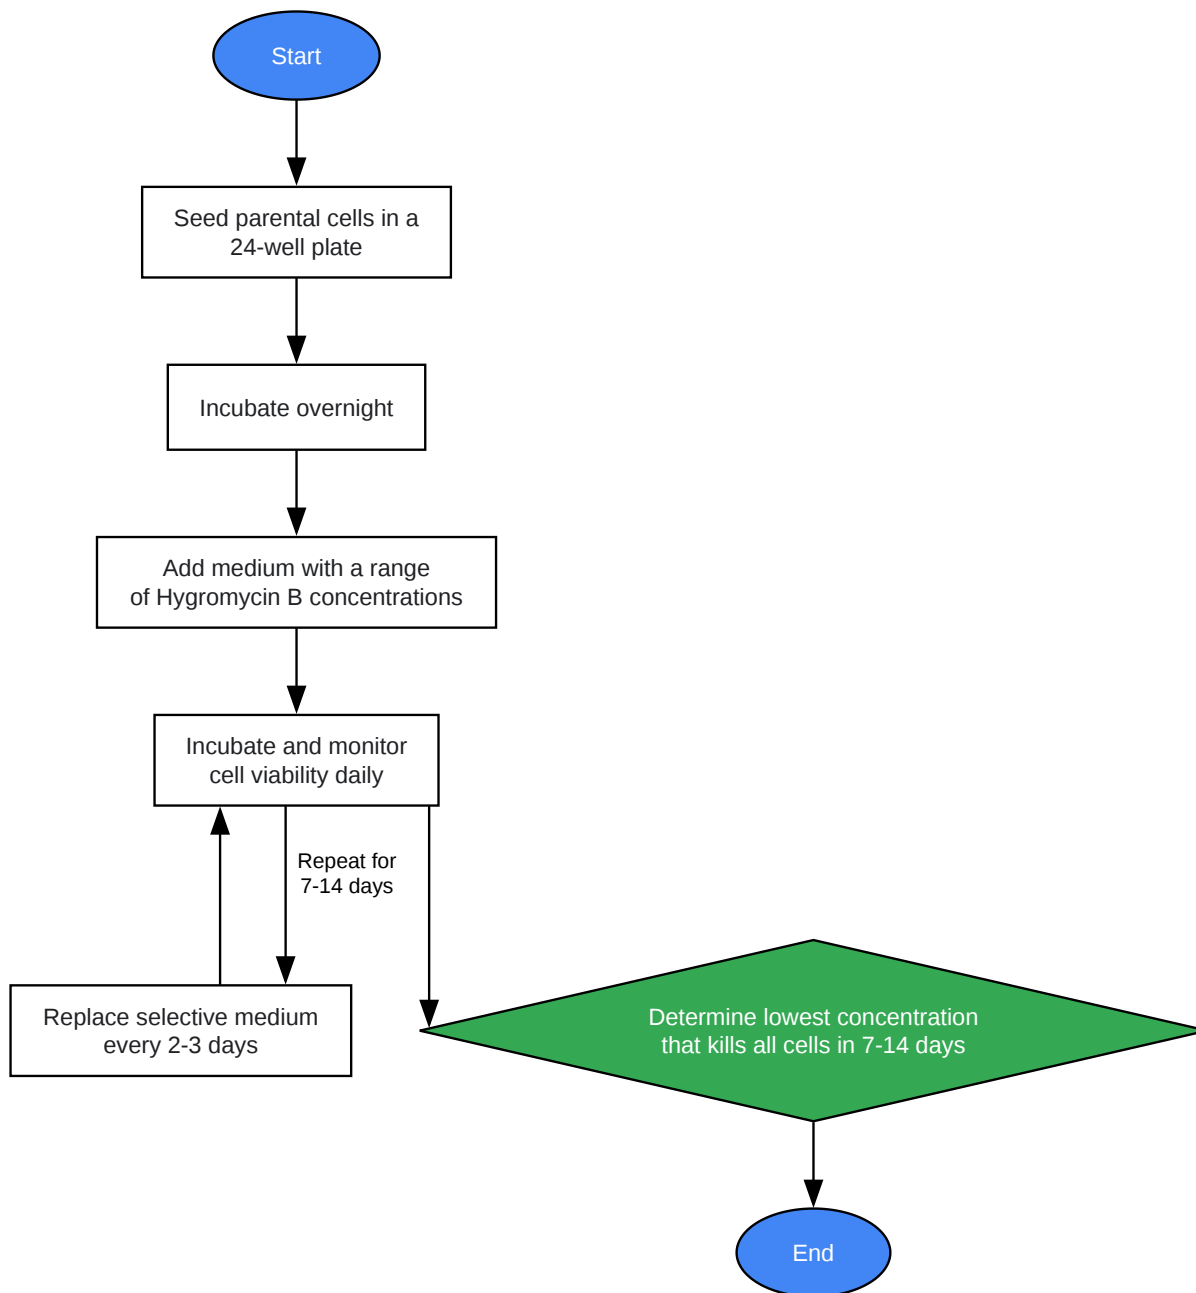 Start
Seed parental cells in a
24-well plate
Incubate overnight
Add medium with a range
of Hygromycin B concentrations
Incubate and monitor
cell viability daily
Repeat for
7-14 days
Replace selective medium
every 2-3 days
Determine lowest concentration
that kills all cells in 7-14 days
End